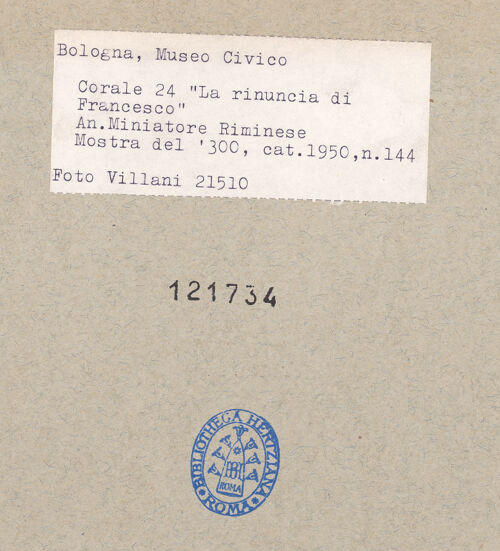 Bologna, Museo Civico
Corale 24 "La rinuncia di
Francesco"
An.Miniatore Riminese
Mostra del '300, cat.1950,n.144
Foto Villani 21510
121734
BIBLIOTHECA HERTZIANA
ROMA
ROMA